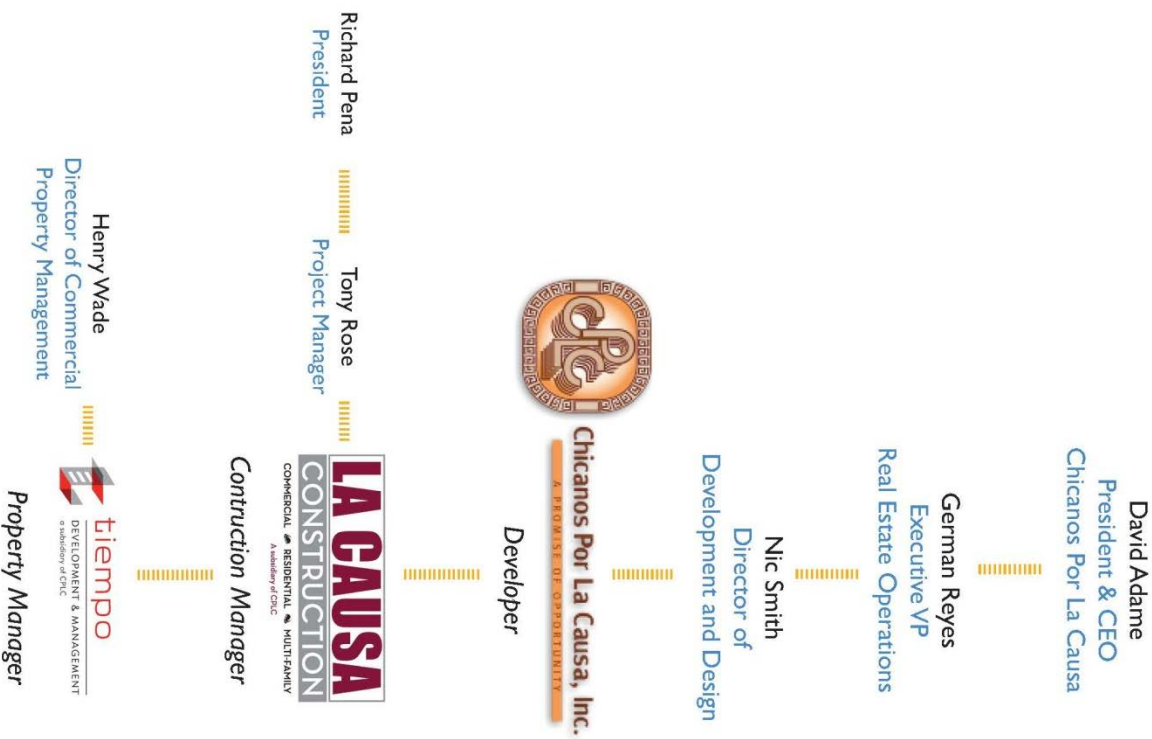 David Adame
President & CEO
Chicanos Por La Causa
German Reyes
Executive VP
Real Estate Operations
Nic Smith
Director of
Development and Design
CPLC
Chicanos Por La Causa, Inc.
A PROMISE OF OPPORTUNITY
Developer
Richard Pena
President
Tony Rose
Project Manager
LA CAUSA
CONSTRUCTION
COMMERCIAL RESIDENTIAL MULTI-FAMILY
A subsidiary of CPLC
Contruction Manager
Henry Wade
Director of Commercial
Property Management
tiempo
DEVELOPMENT & MANAGEMENT
a subsidiary of CPLC
Property Manager